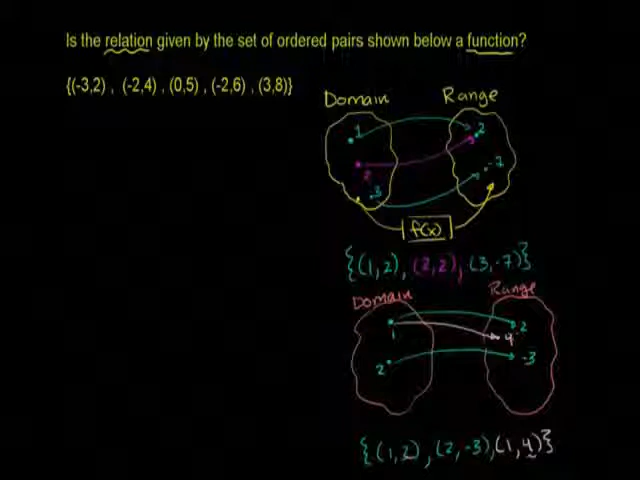 Is the relation given by the set of ordered pairs shown below a function?
{(-3,2) , (-2,4) , (0,5) , (-2,6) , (3,8)}
Domain Range
1 2
2 -7
3
f(x)
{(1,2), (2,2), (3,-7)}
Domain Range
1 2
4
2 -3
{(1,2), (2,-3), (1,4)}